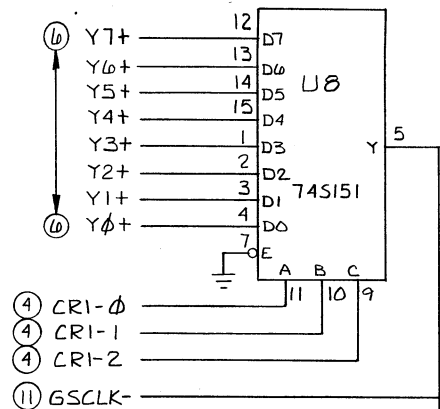 12
⑥ Y7+ D7
13
Y6+ D6 U8
14
Y5+ D5
15
Y4+ D4 5
1
Y3+ D3 Y
2
Y2+ D2
3
Y1+ D1 74S151
4
⑥ YØ+ D0
7
E
A B C
11 10 9
④ CR1-Ø
④ CR1-1
④ CR1-2
⑪ GSCLK-